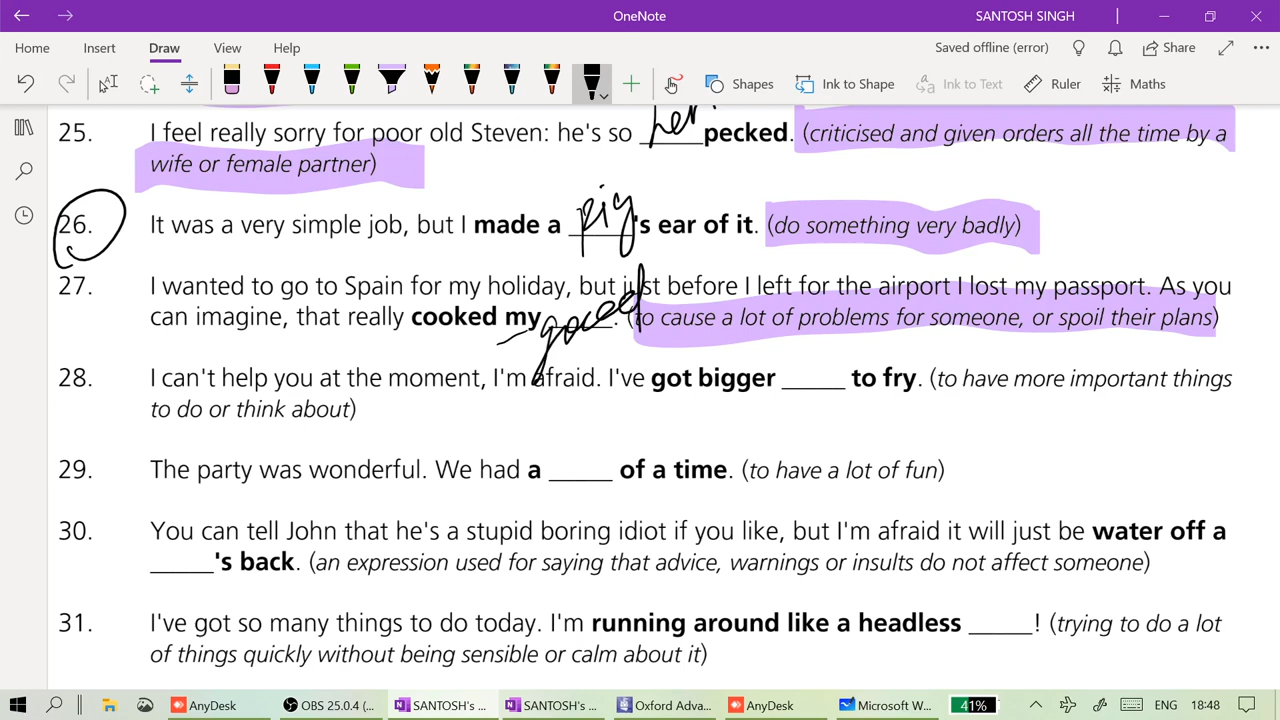 OneNote
SANTOSH SINGH
Home Insert Draw View Help
Saved offline (error) Share
Shapes Ink to Shape Ink to Text Ruler Maths
25. I feel really sorry for poor old Steven: he's so hen pecked. (criticised and given orders all the time by a
wife or female partner)
26. It was a very simple job, but I made a pig's ear of it. (do something very badly)
27. I wanted to go to Spain for my holiday, but just before I left for the airport I lost my passport. As you
can imagine, that really cooked my _____. (to cause a lot of problems for someone, or spoil their plans)
28. I can't help you at the moment, I'm afraid. I've got bigger _____ to fry. (to have more important things
to do or think about)
29. The party was wonderful. We had a _____ of a time. (to have a lot of fun)
30. You can tell John that he's a stupid boring idiot if you like, but I'm afraid it will just be water off a
_____'s back. (an expression used for saying that advice, warnings or insults do not affect someone)
31. I've got so many things to do today. I'm running around like a headless _____! (trying to do a lot
of things quickly without being sensible or calm about it)
AnyDesk OBS 25.0.4 (... SANTOSH'S ... SANTOSH'S ... Oxford Adva... AnyDesk Microsoft W... 41% ENG 18:48